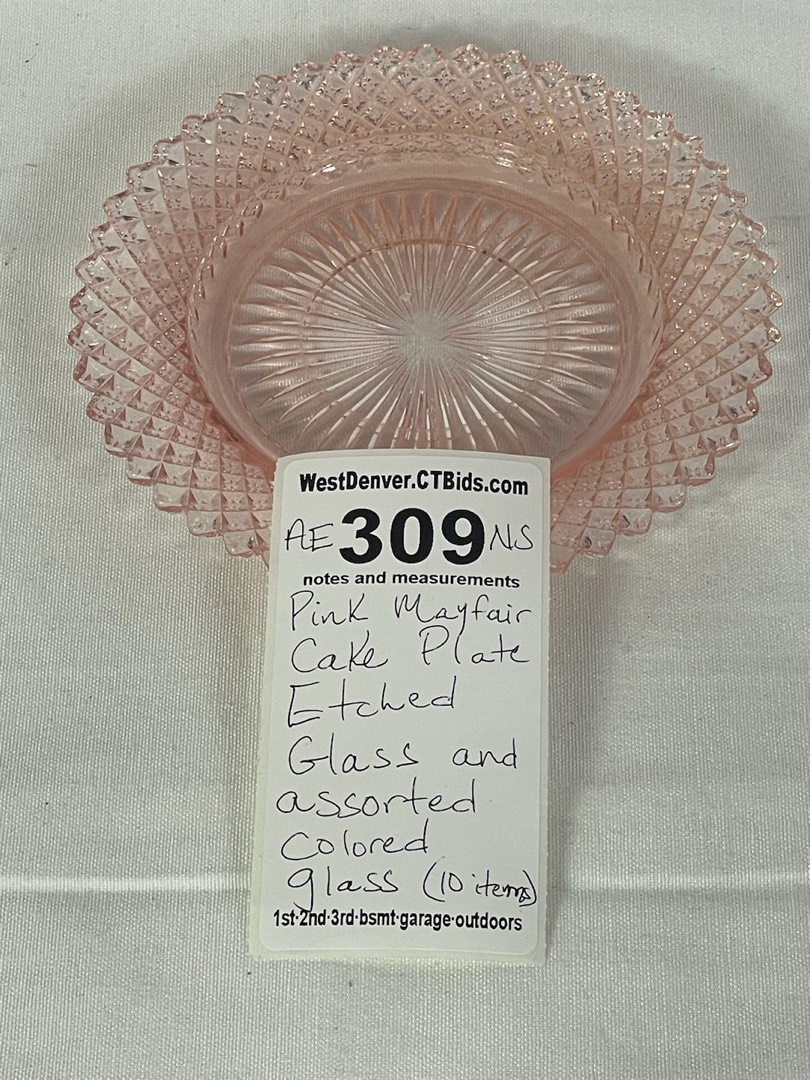 WestDenver.CTBids.com
AE 309 NS
notes and measurements
Pink Mayfair
Cake Plate
Etched
Glass and
assorted
colored
glass (10 items)
1st·2nd·3rd·bsmt·garage·outdoors